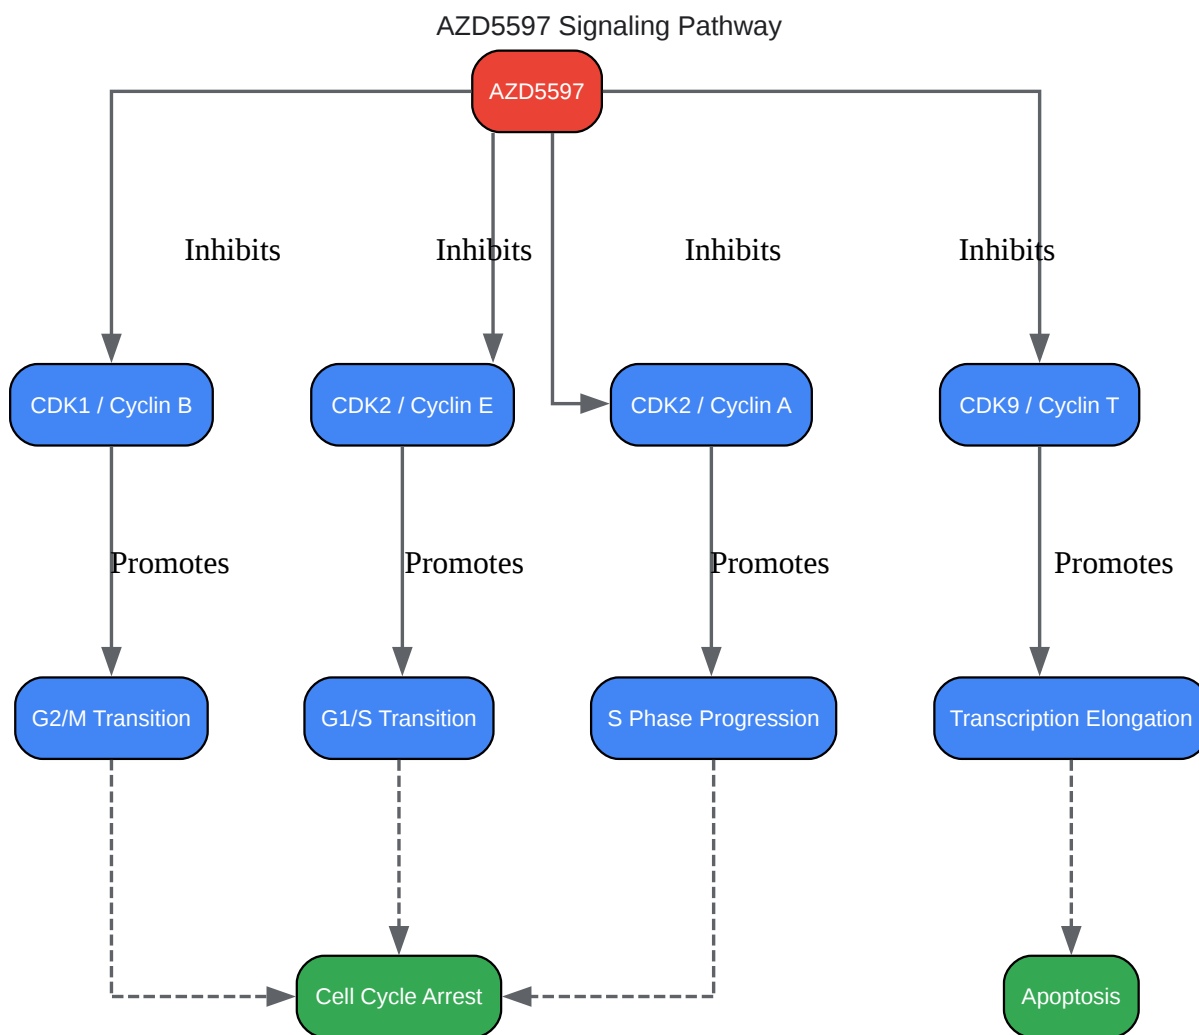 AZD5597 Signaling Pathway
AZD5597
Inhibits
Inhibits
Inhibits
Inhibits
CDK1 / Cyclin B
CDK2 / Cyclin E
CDK2 / Cyclin A
CDK9 / Cyclin T
Promotes
Promotes
Promotes
Promotes
G2/M Transition
G1/S Transition
S Phase Progression
Transcription Elongation
Cell Cycle Arrest
Apoptosis